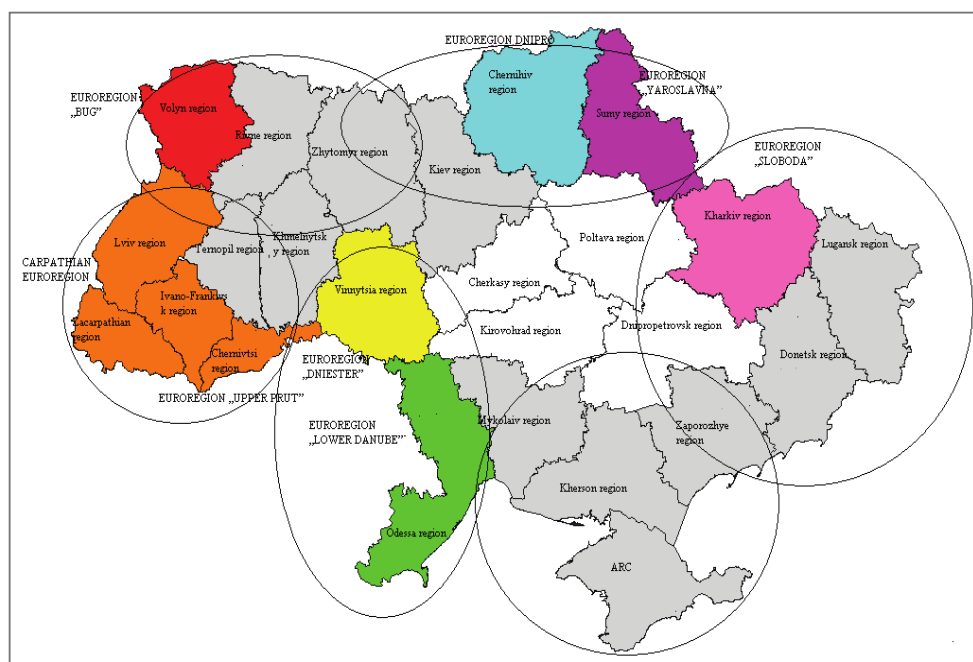 EUROREGION DNIPRO
Chernihiv
region
EUROREGION
„YAROSLAVNA”
EUROREGION
„BUG”
Volyn region
Sumy region
Rivne region
Zhytomyr region
EUROREGION
„SLOBODA”
Kiev region
Kharkiv region
Lviv region
Ternopil region
Khmelnytsk
y region
Poltava region
Lugansk region
CARPATHIAN
EUROREGION
Ivano-Frankivs
k region
Vinnytsia region
Cherkasy region
Zacarpathian
region
Kirovohrad region
Dnipropetrovsk region
Chernivtsi
region
EUROREGION
„DNIESTER”
Donetsk region
EUROREGION „UPPER PRUT”
EUROREGION
„LOWER DANUBE”
Mykolaiv region
Zaporozhye
region
Kherson region
Odessa region
ARC